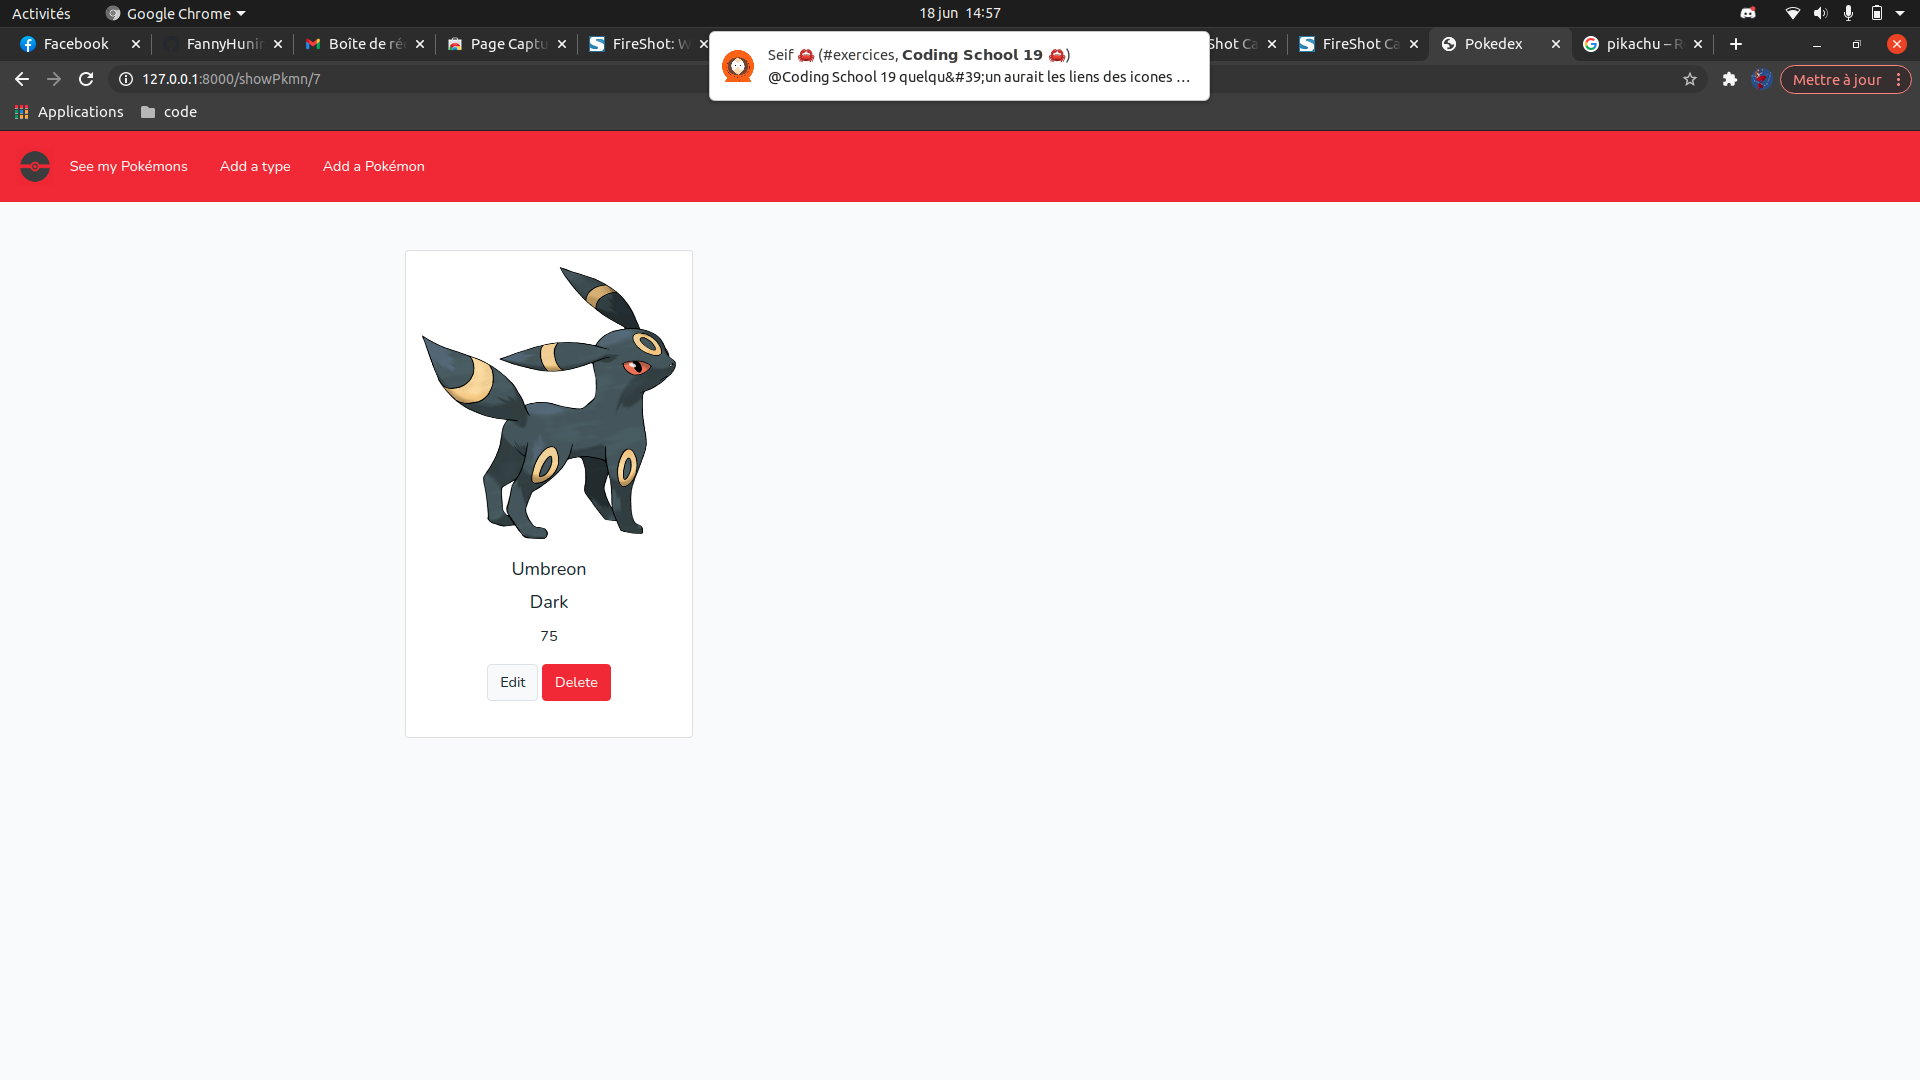 Activités Google Chrome 18 jun 14:57
Facebook FannyHunin Boîte de ré Page Captu FireShot: W Shot Ca FireShot Ca Pokedex pikachu – R
127.0.0.1:8000/showPkmn/7 Mettre à jour
Applications code
Seif 🦀 (#exercices, Coding School 19 🦀)
@Coding School 19 quelqu&#39;un aurait les liens des icones …
See my Pokémons Add a type Add a Pokémon
Umbreon
Dark
75
Edit Delete